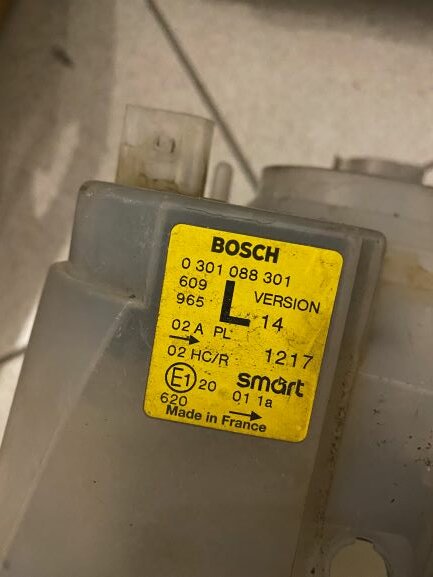 BOSCH
0 301 088 301
609
965 L VERSION
14
02 A PL
02 HC/R 1217
E1 20 smart
620 01 1a
Made in France